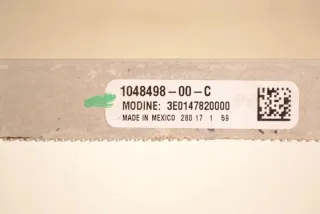 1048498-00-C
MODINE: 3E0147820000
MADE IN MEXICO 280 17 1 59